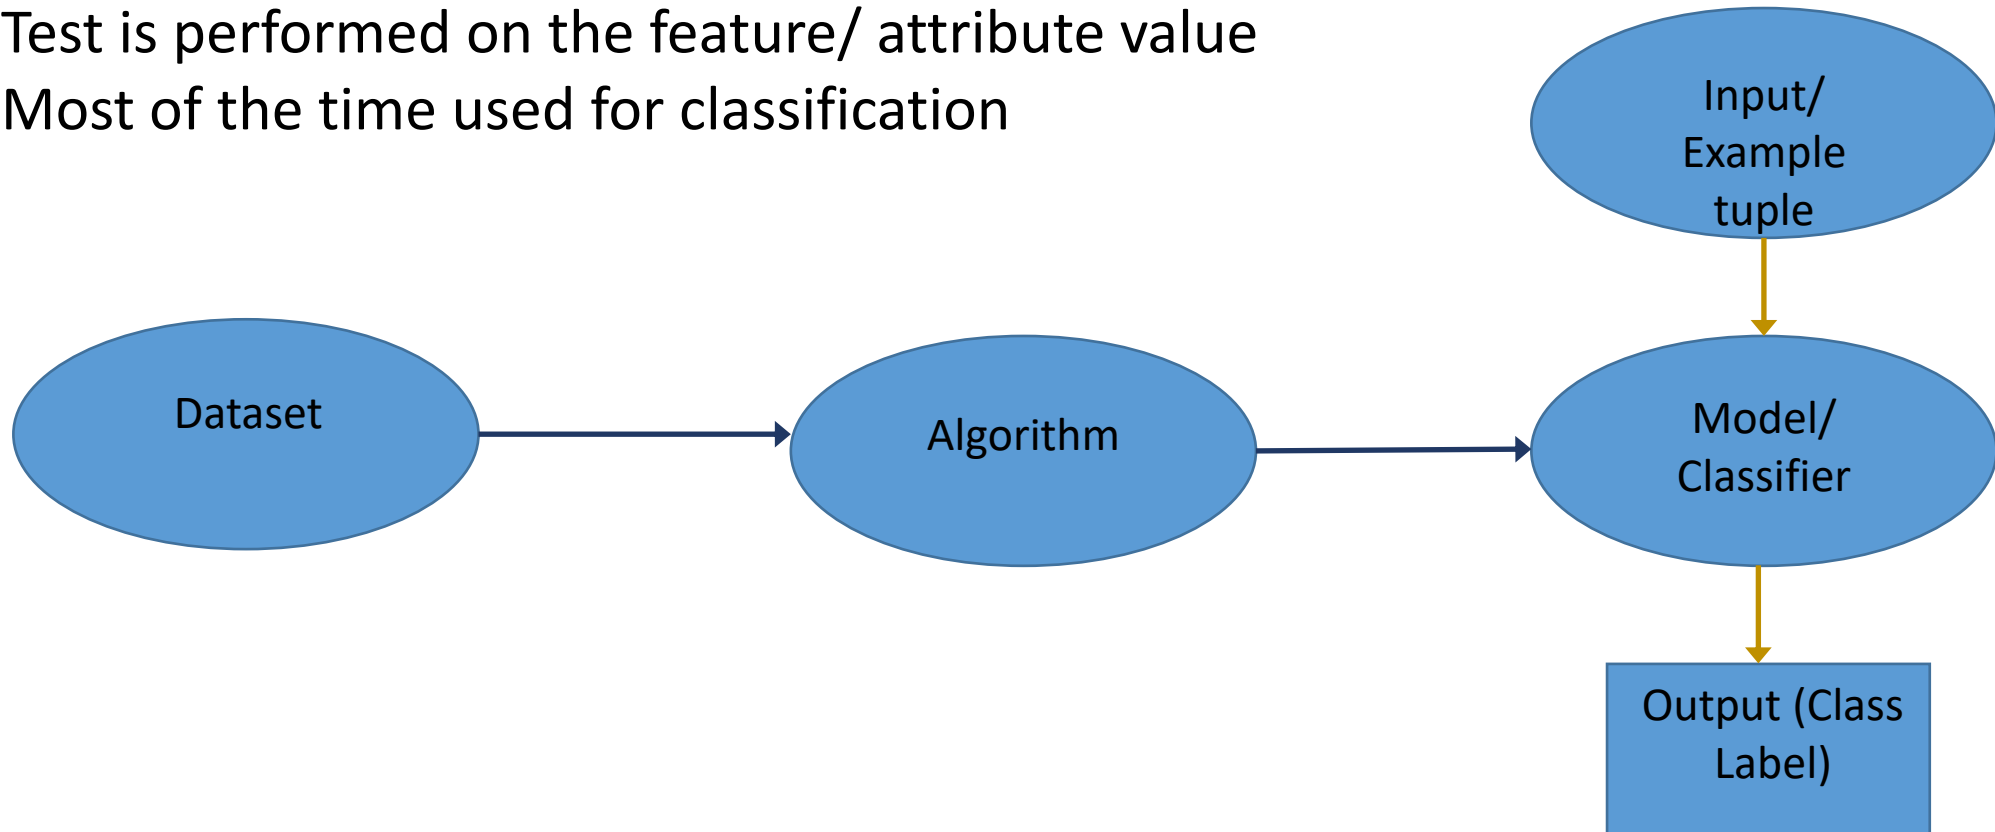 Test is performed on the feature/ attribute value
Most of the time used for classification
Input/
Example
tuple
Dataset
Algorithm
Model/
Classifier
Output (Class
Label)